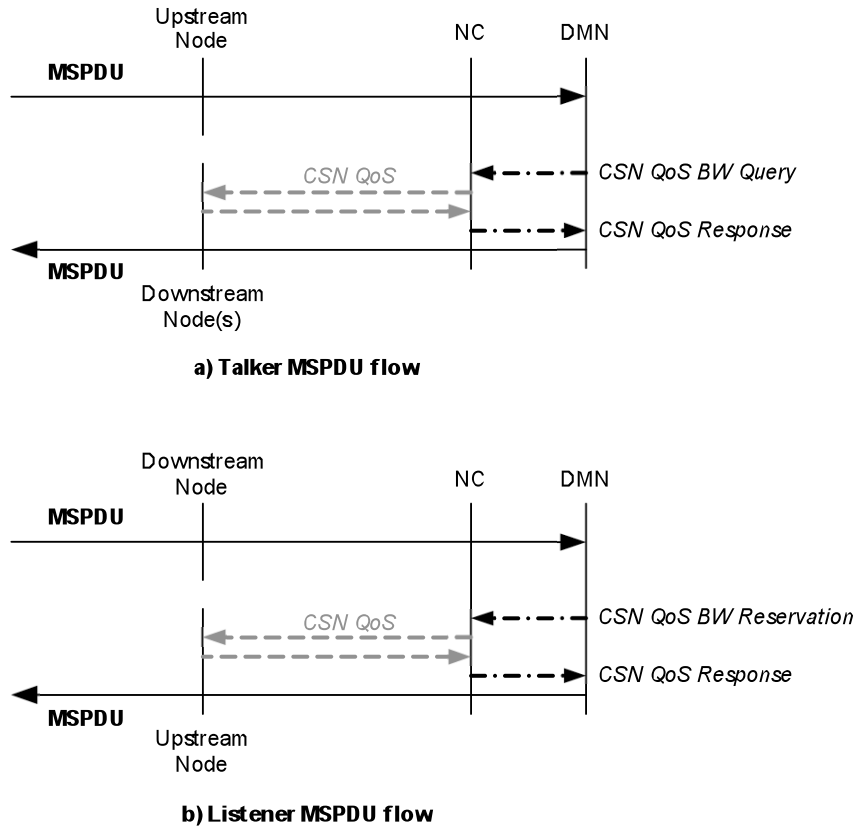 Upstream
Node
NC
DMN
MSPDU
CSN QoS
CSN QoS BW Query
CSN QoS Response
MSPDU
Downstream
Node(s)
a) Talker MSPDU flow
Downstream
Node
NC
DMN
MSPDU
CSN QoS
CSN QoS BW Reservation
CSN QoS Response
MSPDU
Upstream
Node
b) Listener MSPDU flow